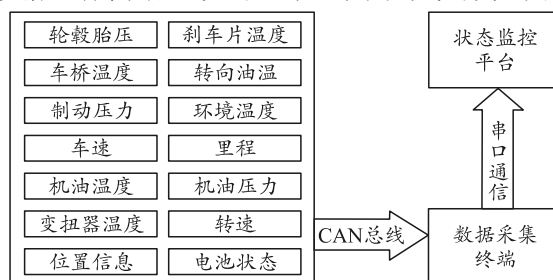 轮毂胎压 刹车片温度
车桥温度 转向油温
制动压力 环境温度
车速 里程
机油温度 机油压力
变扭器温度 转速
位置信息 电池状态
CAN总线
数据采集
终端
串口通信
状态监控
平台